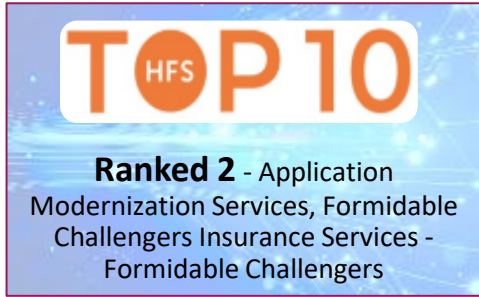 TOP 10
HFS
Ranked 2 - Application
Modernization Services, Formidable
Challengers Insurance Services -
Formidable Challengers